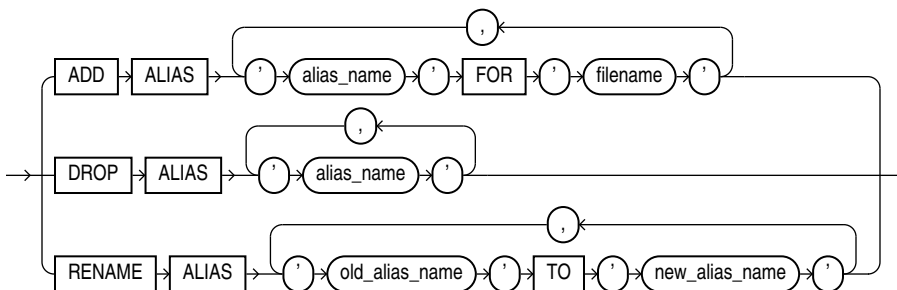 ,
ADD ALIAS ' alias_name ' FOR ' filename '
,
DROP ALIAS ' alias_name '
,
RENAME ALIAS ' old_alias_name ' TO ' new_alias_name '